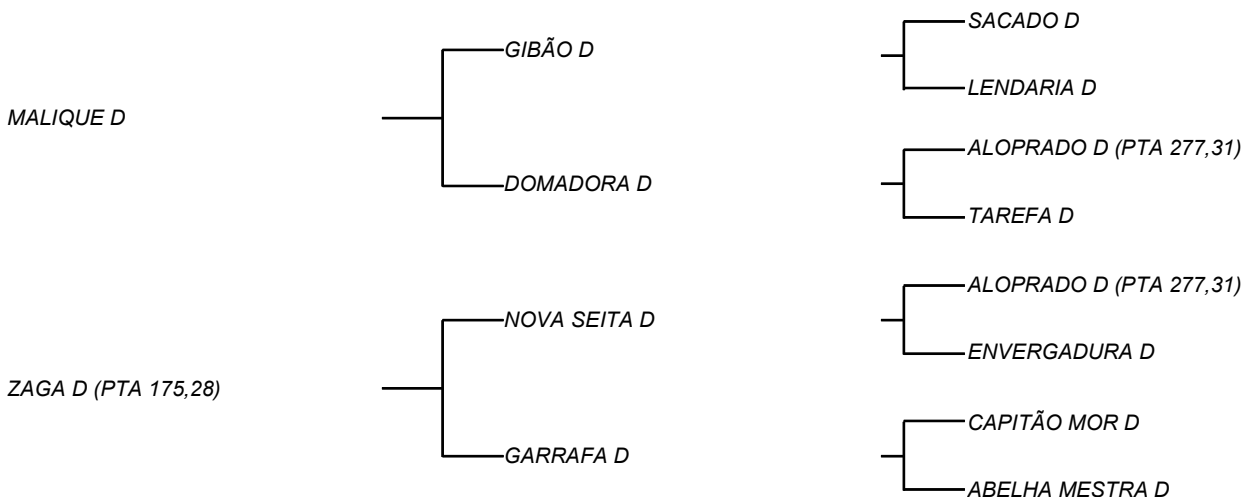 SACADO D
GIBÃO D
LENDARIA D
MALIQUE D
ALOPRADO D (PTA 277,31)
DOMADORA D
TAREFA D
ALOPRADO D (PTA 277,31)
NOVA SEITA D
ENVERGADURA D
ZAGA D (PTA 175,28)
CAPITÃO MOR D
GARRAFA D
ABELHA MESTRA D